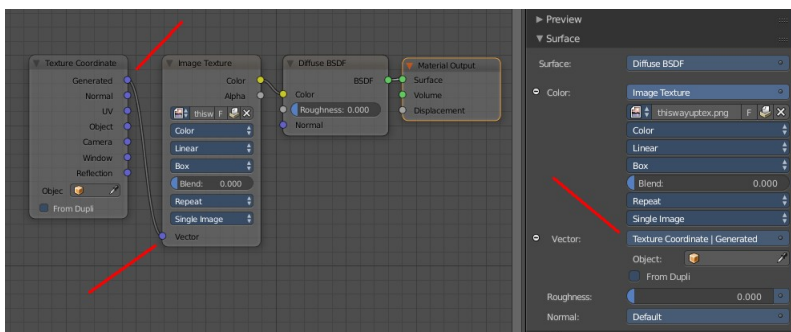 Texture Coordinate
Generated
Normal
UV
Object
Camera
Window
Reflection
Objec
From Dupli
Image Texture
Color
Alpha
thisw F
Color
Linear
Box
Blend: 0.000
Repeat
Single Image
Vector
Diffuse BSDF
BSDF
Color
Roughness: 0.000
Normal
Material Output
Surface
Volume
Displacement
Preview
Surface
Surface: Diffuse BSDF
Color: Image Texture
thiswayuptex.png F
Color
Linear
Box
Blend: 0.000
Repeat
Single Image
Vector: Texture Coordinate | Generated
Object:
From Dupli
Roughness: 0.000
Normal: Default